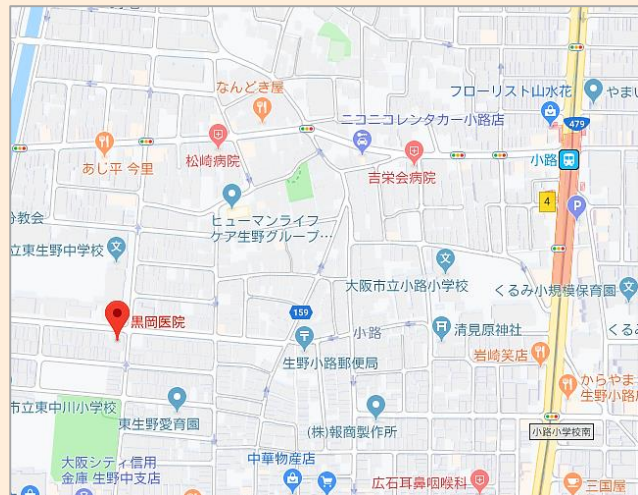 なんどき屋
フローリスト山水花
やまい
479
ニコニコレンタカー小路店
あじ平 今里
松崎病院
吉栄会病院
小路
4
P
ヒューマンライフ
ケア生野グループ…
教会
立東生野中学校
文
文
大阪市立小路小学校
くるみ小規模保育園
159
黒岡医院
小路
清見原神社
くるみ
生野小路郵便局
岩崎笑店
からやま
生野小路店
市立東中川小学校
東生野愛育園
(株)報商製作所
小路小学校南
大阪シティ信用
金庫 生野中支店
中華物産店
広石耳鼻咽喉科
三国屋